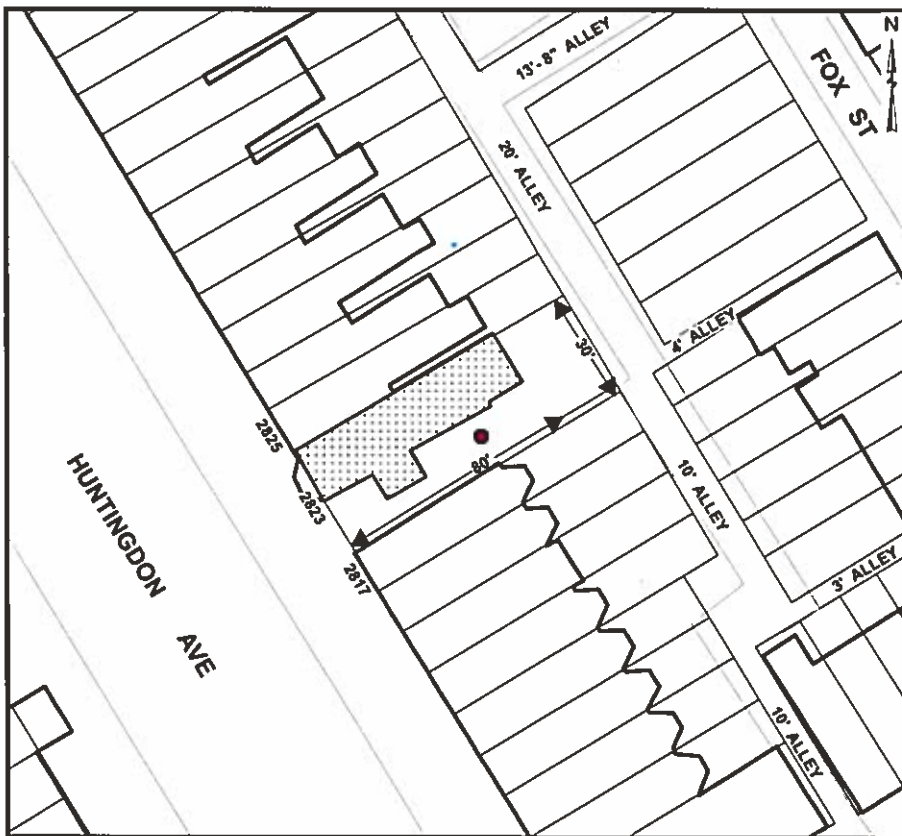 N
13'-8" ALLEY
FOX ST
20' ALLEY
4' ALLEY
30'
2825
80'
2823
HUNTINGDON AVE
10' ALLEY
2817
3' ALLEY
10' ALLEY